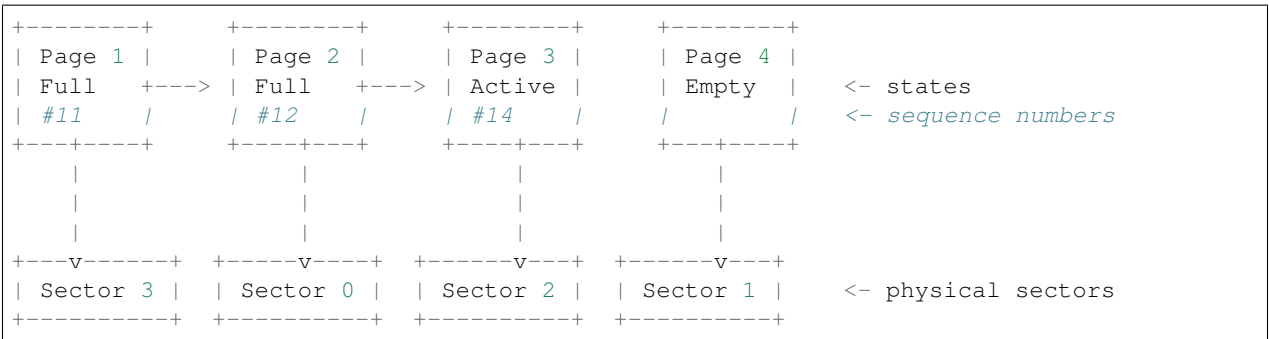 +--------+       +--------+       +--------+       +--------+
| Page 1 |       | Page 2 |       | Page 3 |       | Page 4 |
| Full   +---> | Full   +---> | Active |       | Empty  |    <- states
| #11    |       | #12    |       | #14    |       |        |    <- sequence numbers
+---+----+       +----+---+       +----+---+       +---+----+
    |                 |                |               |
    |                 |                |               |
    |                 |                |               |
+---v------+   +-----v----+   +------v---+   +------v---+
| Sector 3 |   | Sector 0 |   | Sector 2 |   | Sector 1 |    <- physical sectors
+----------+   +----------+   +----------+   +----------+